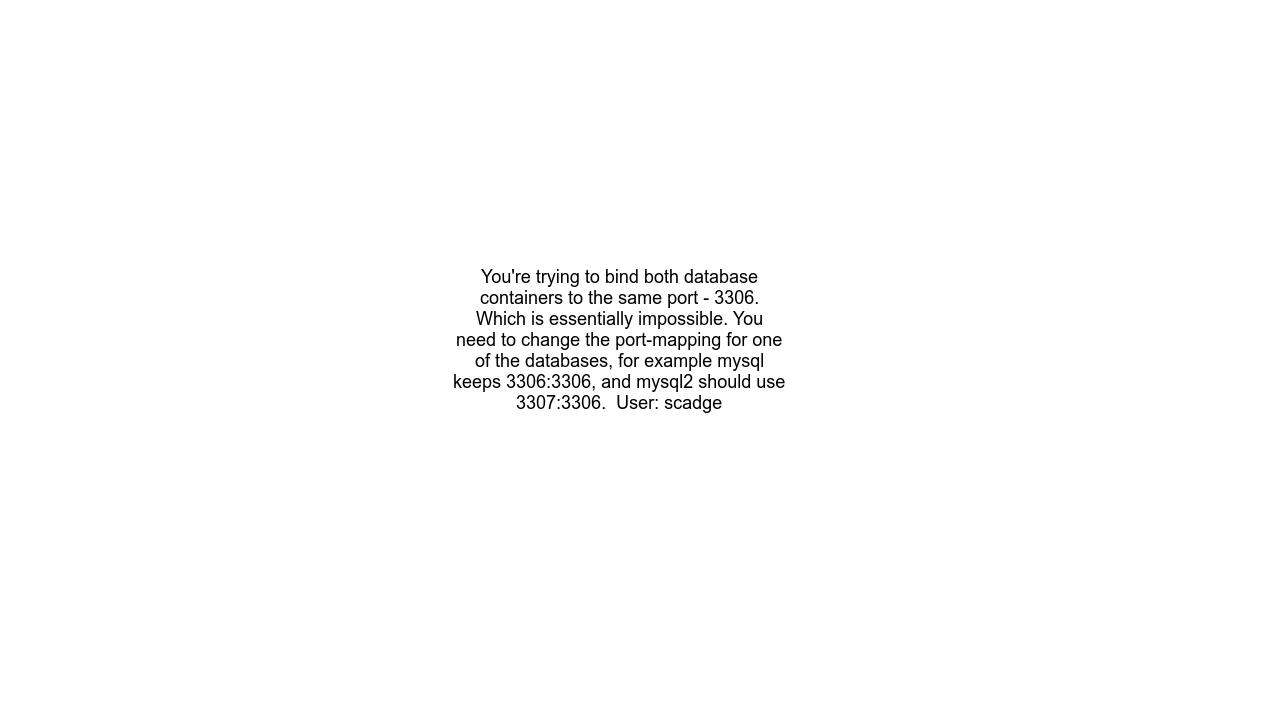 You're trying to bind both database
containers to the same port - 3306.
Which is essentially impossible. You
need to change the port-mapping for one
of the databases, for example mysql
keeps 3306:3306, and mysql2 should use
3307:3306.  User: scadge